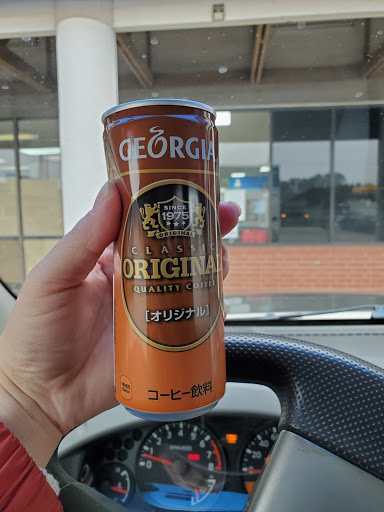 GEORGIA
SINCE
1975
ORIGINAL
CLASSIC
ORIGINAL
QUALITY COFFEE
[オリジナル]
コーヒー飲料